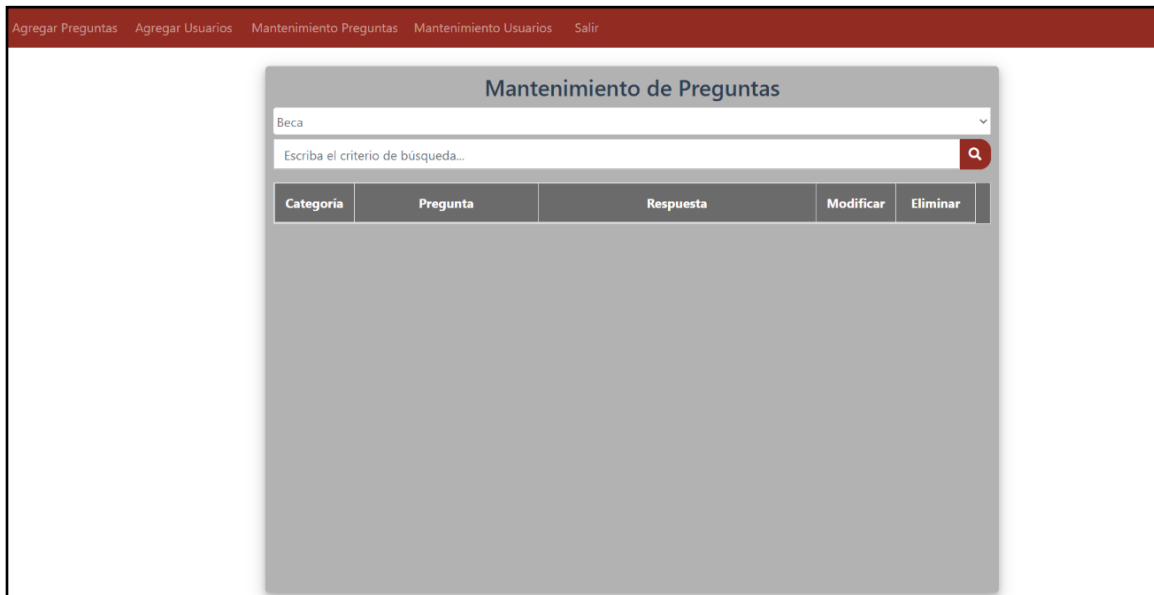 Agregar Preguntas Agregar Usuarios Mantenimiento Preguntas Mantenimiento Usuarios Salir
Mantenimiento de Preguntas
Beca
Escriba el criterio de búsqueda...
Categoría Pregunta Respuesta Modificar Eliminar